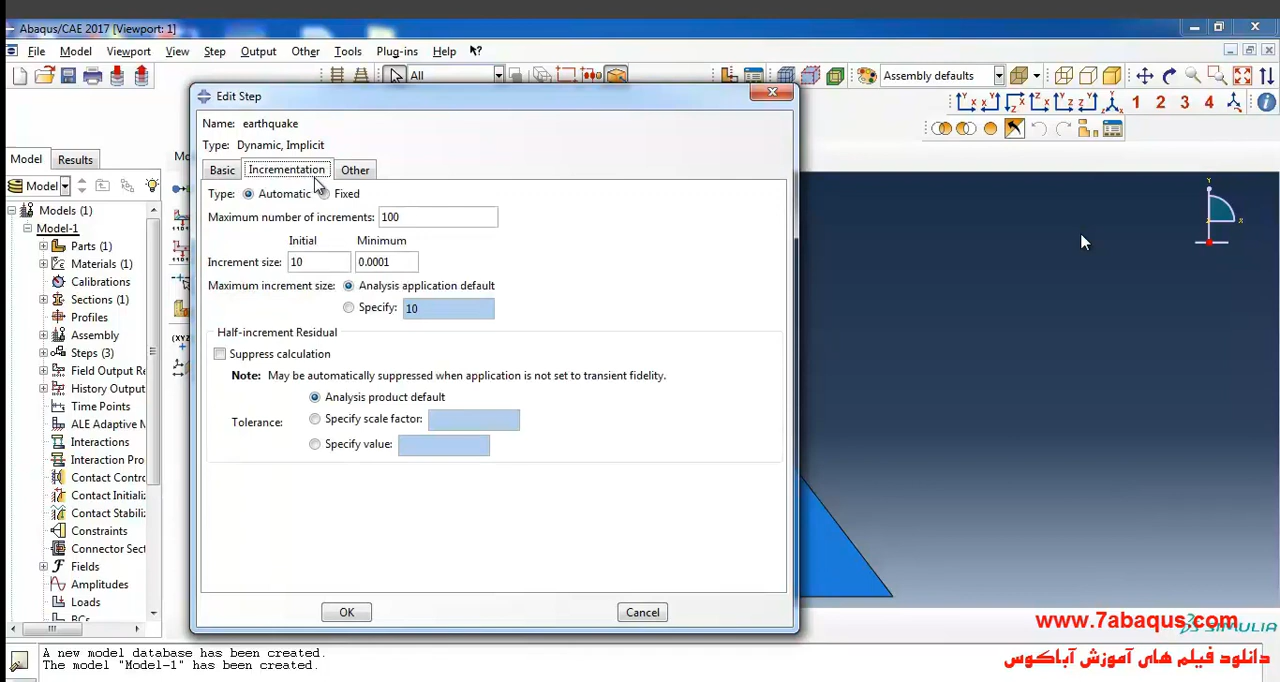 Abaqus/CAE 2017 [Viewport: 1]
File Model Viewport View Step Output Other Tools Plug-ins Help
All Assembly defaults
1 2 3 4
Edit Step
Name: earthquake
Type: Dynamic, Implicit
Model Results Mo
Basic Incrementation Other
Model
Type: Automatic Fixed
Models (1)
Maximum number of increments: 100
Model-1
Initial Minimum
Parts (1)
Increment size: 10 0.0001
Materials (1)
Calibrations
Maximum increment size: Analysis application default
Sections (1)
Specify: 10
Profiles
Assembly
Half-increment Residual
Steps (3)
Suppress calculation
Field Output Re
Note: May be automatically suppressed when application is not set to transient fidelity.
History Output
Analysis product default
Time Points
Tolerance: Specify scale factor:
ALE Adaptive M
Specify value:
Interactions
Interaction Pro
Contact Contro
Contact Initializ
Contact Stabiliz
Constraints
Connector Sect
Fields
Amplitudes
Loads
BCs
OK Cancel
www.7abaqus.com
SIMULIA
A new model database has been created.
The model "Model-1" has been created.
دانلود فیلم های آموزش آباکوس